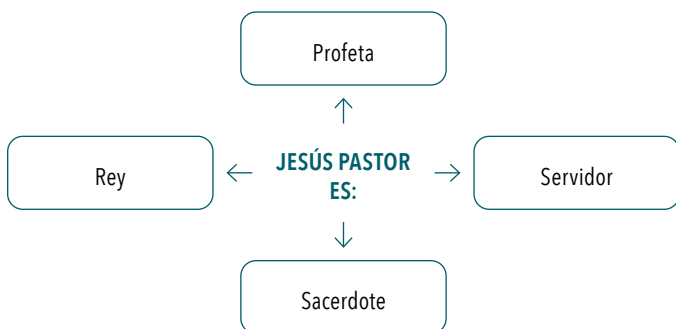 Profeta
Rey
JESÚS PASTOR
ES:
Servidor
Sacerdote